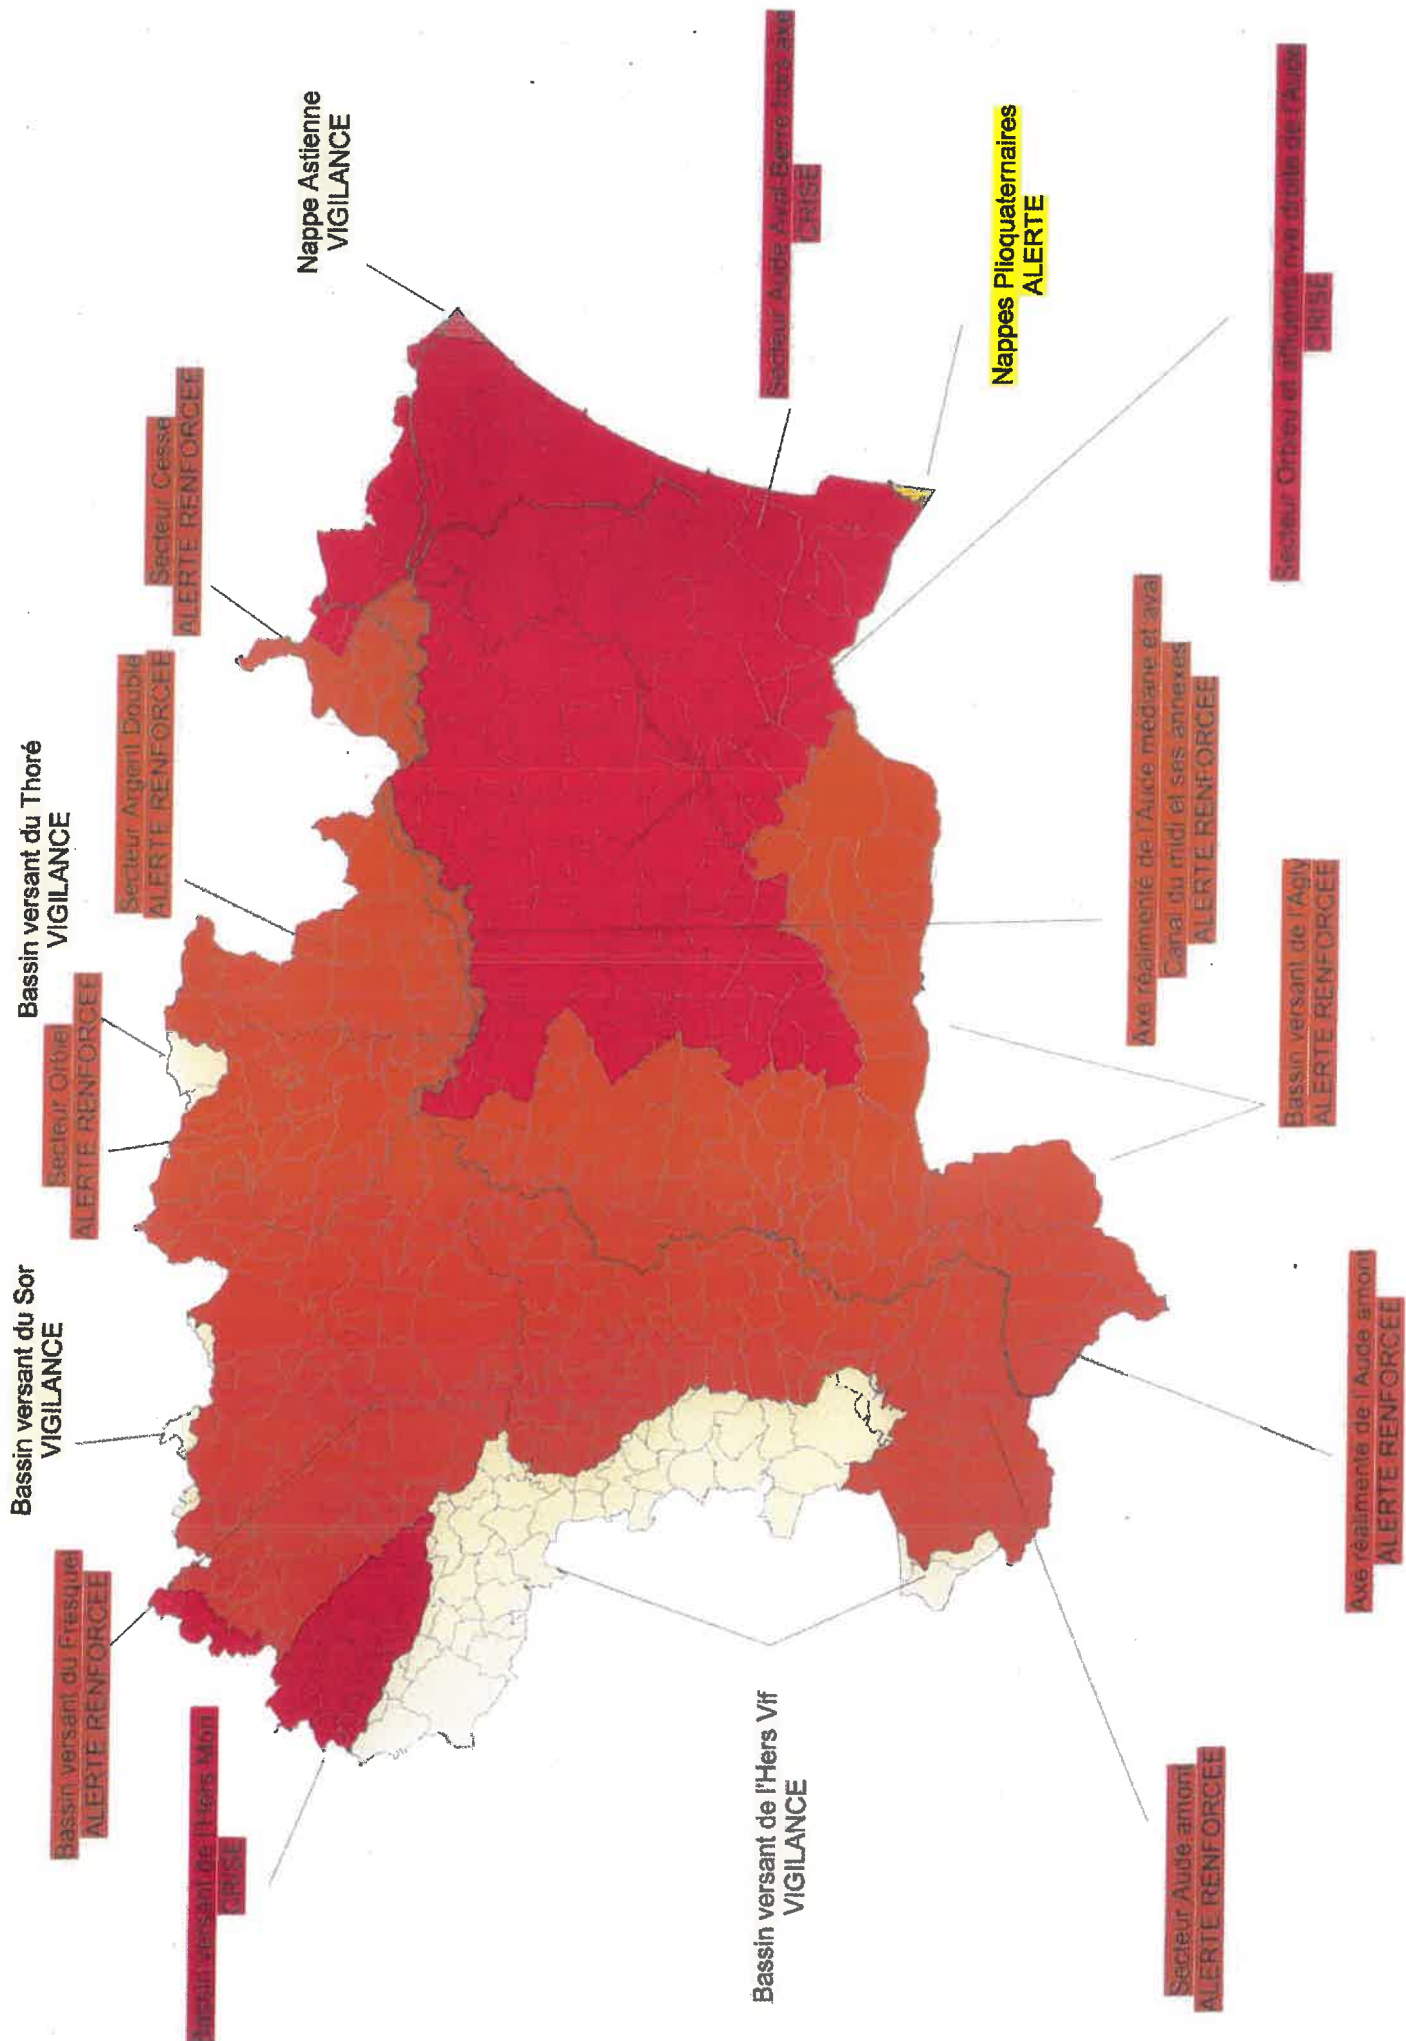 Bassin versant du Sor
VIGILANCE
Bassin versant du Thoré
VIGILANCE
Secteur Orbiel
ALERTE RENFORCEE
Secteur Argent Double
ALERTE RENFORCEE
Secteur Cesse
ALERTE RENFORCEE
Nappe Astienne
VIGILANCE
Bassin versant du Fresquel
ALERTE RENFORCEE
Bassin versant de l'Hers Mort
CRISE
Secteur Aude Aval-Berre hors axe
CRISE
Nappes Plioquaternaires
ALERTE
Bassin versant de l'Hers Vif
VIGILANCE
Secteur Orbieu et affluents rive droite de l'Aude
CRISE
Axe réalimenté de l'Aude médiane et aval
Canal du midi et ses annexes
ALERTE RENFORCEE
Bassin versant de l'Agly
ALERTE RENFORCEE
Axe réalimenté de l'Aude amont
ALERTE RENFORCEE
Secteur Aude amont
ALERTE RENFORCEE